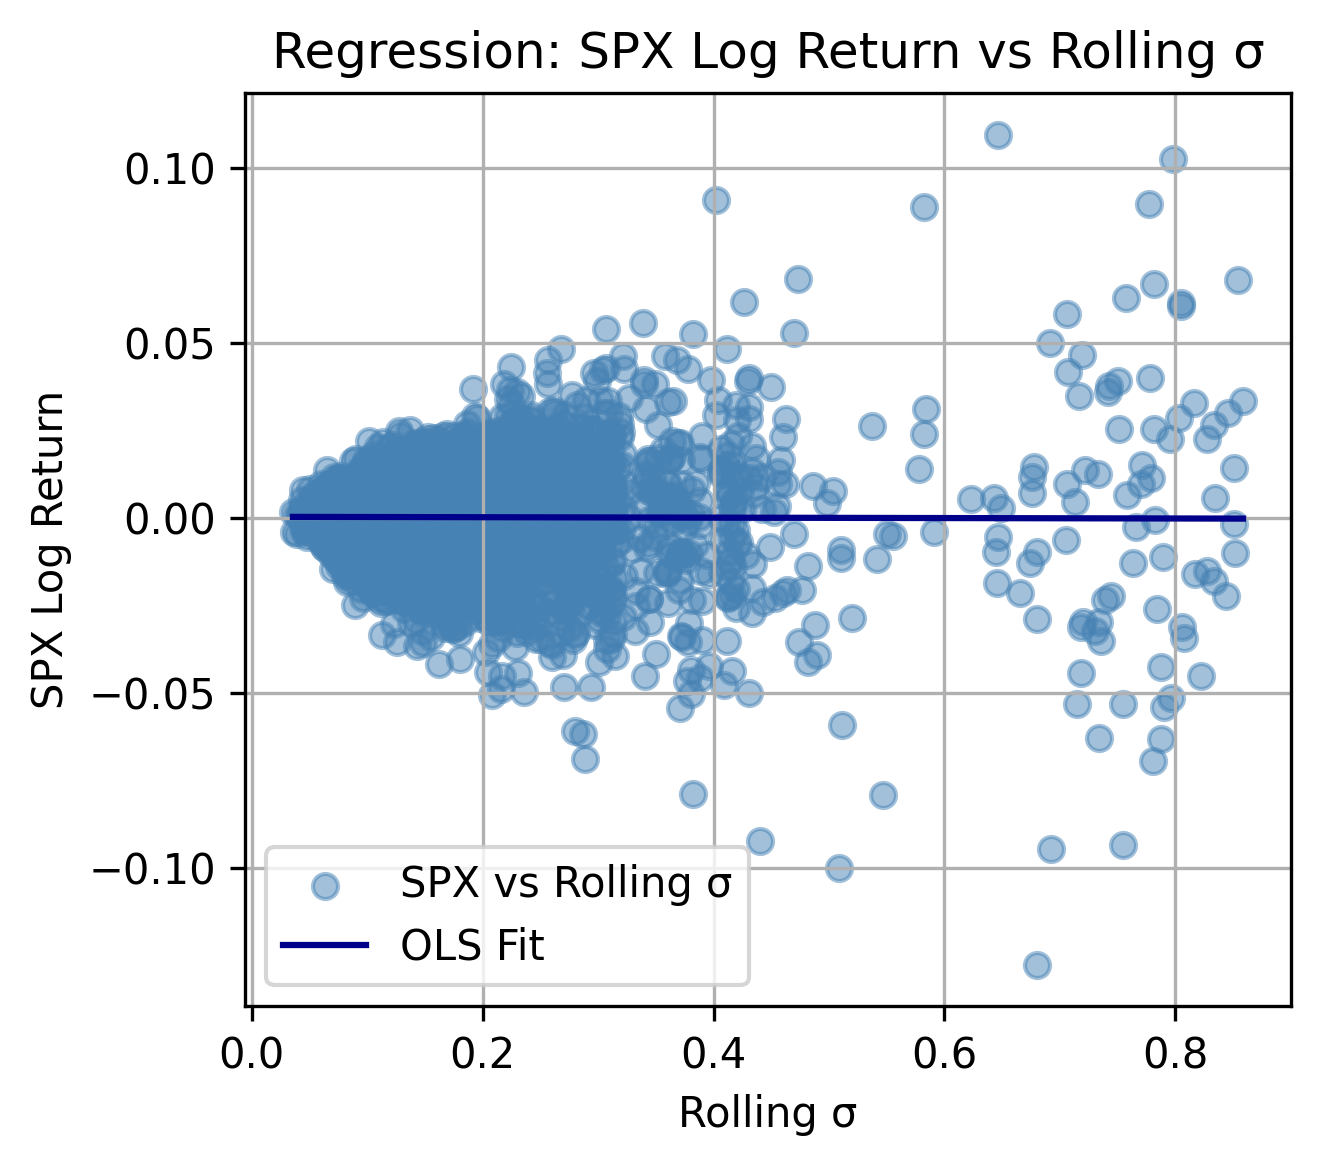 Regression: SPX Log Return vs Rolling σ
SPX Log Return
0.10
0.05
0.00
−0.05
−0.10
SPX vs Rolling σ
OLS Fit
0.0 0.2 0.4 0.6 0.8
Rolling σ